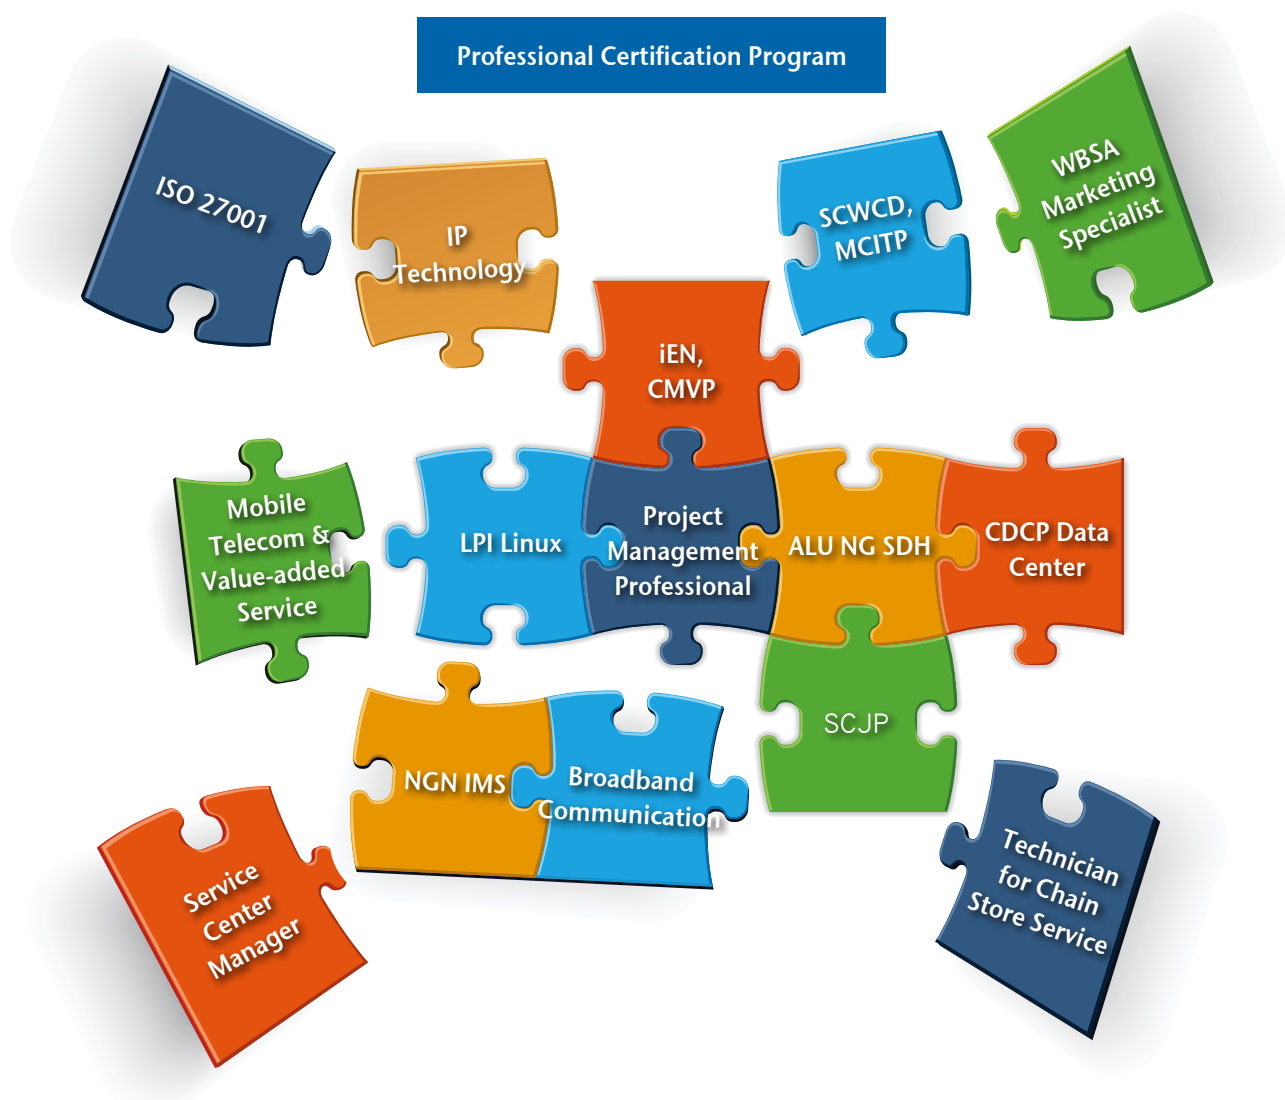 Professional Certification Program
ISO 27001
IP
Technology
SCWCD,
MCITP
WBSA
Marketing
Specialist
iEN,
CMVP
Mobile
Telecom &
Value-added
Service
LPI Linux
Project
Management
Professional
ALU NG SDH
CDCP Data
Center
NGN IMS
Broadband
Communication
SCJP
Service
Center
Manager
Technician
for Chain
Store Service